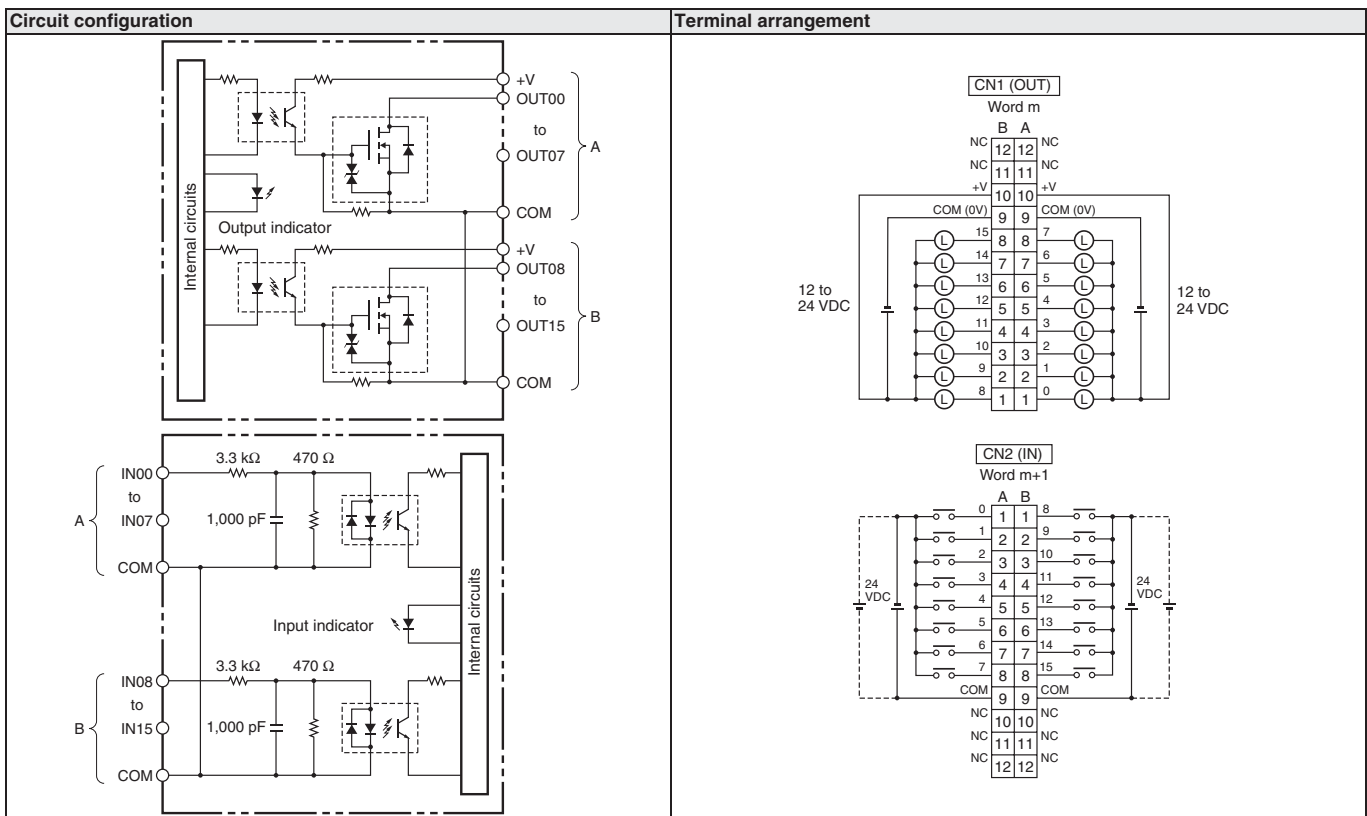 Circuit configuration
Terminal arrangement
+V
OUT00
to
OUT07
A
COM
Output indicator
Internal circuits
+V
OUT08
to
OUT15
B
COM
3.3 kΩ 470 Ω
IN00
to
A
IN07
1,000 pF
COM
Input indicator
Internal circuits
3.3 kΩ 470 Ω
IN08
to
B
IN15
1,000 pF
COM
CN1 (OUT)
Word m
B A
NC 12 12 NC
NC 11 11 NC
+V 10 10 +V
COM (0V) 9 9 COM (0V)
L 15 8 8 7 L
L 14 7 7 6 L
L 13 6 6 5 L
L 12 5 5 4 L
L 11 4 4 3 L
L 10 3 3 2 L
L 9 2 2 1 L
L 8 1 1 0 L
12 to
24 VDC
12 to
24 VDC
CN2 (IN)
Word m+1
A B
0 1 1 8
1 2 2 9
2 3 3 10
3 4 4 11
4 5 5 12
5 6 6 13
6 7 7 14
7 8 8 15
COM 9 9 COM
NC 10 10 NC
NC 11 11 NC
NC 12 12 NC
24
VDC
24
VDC